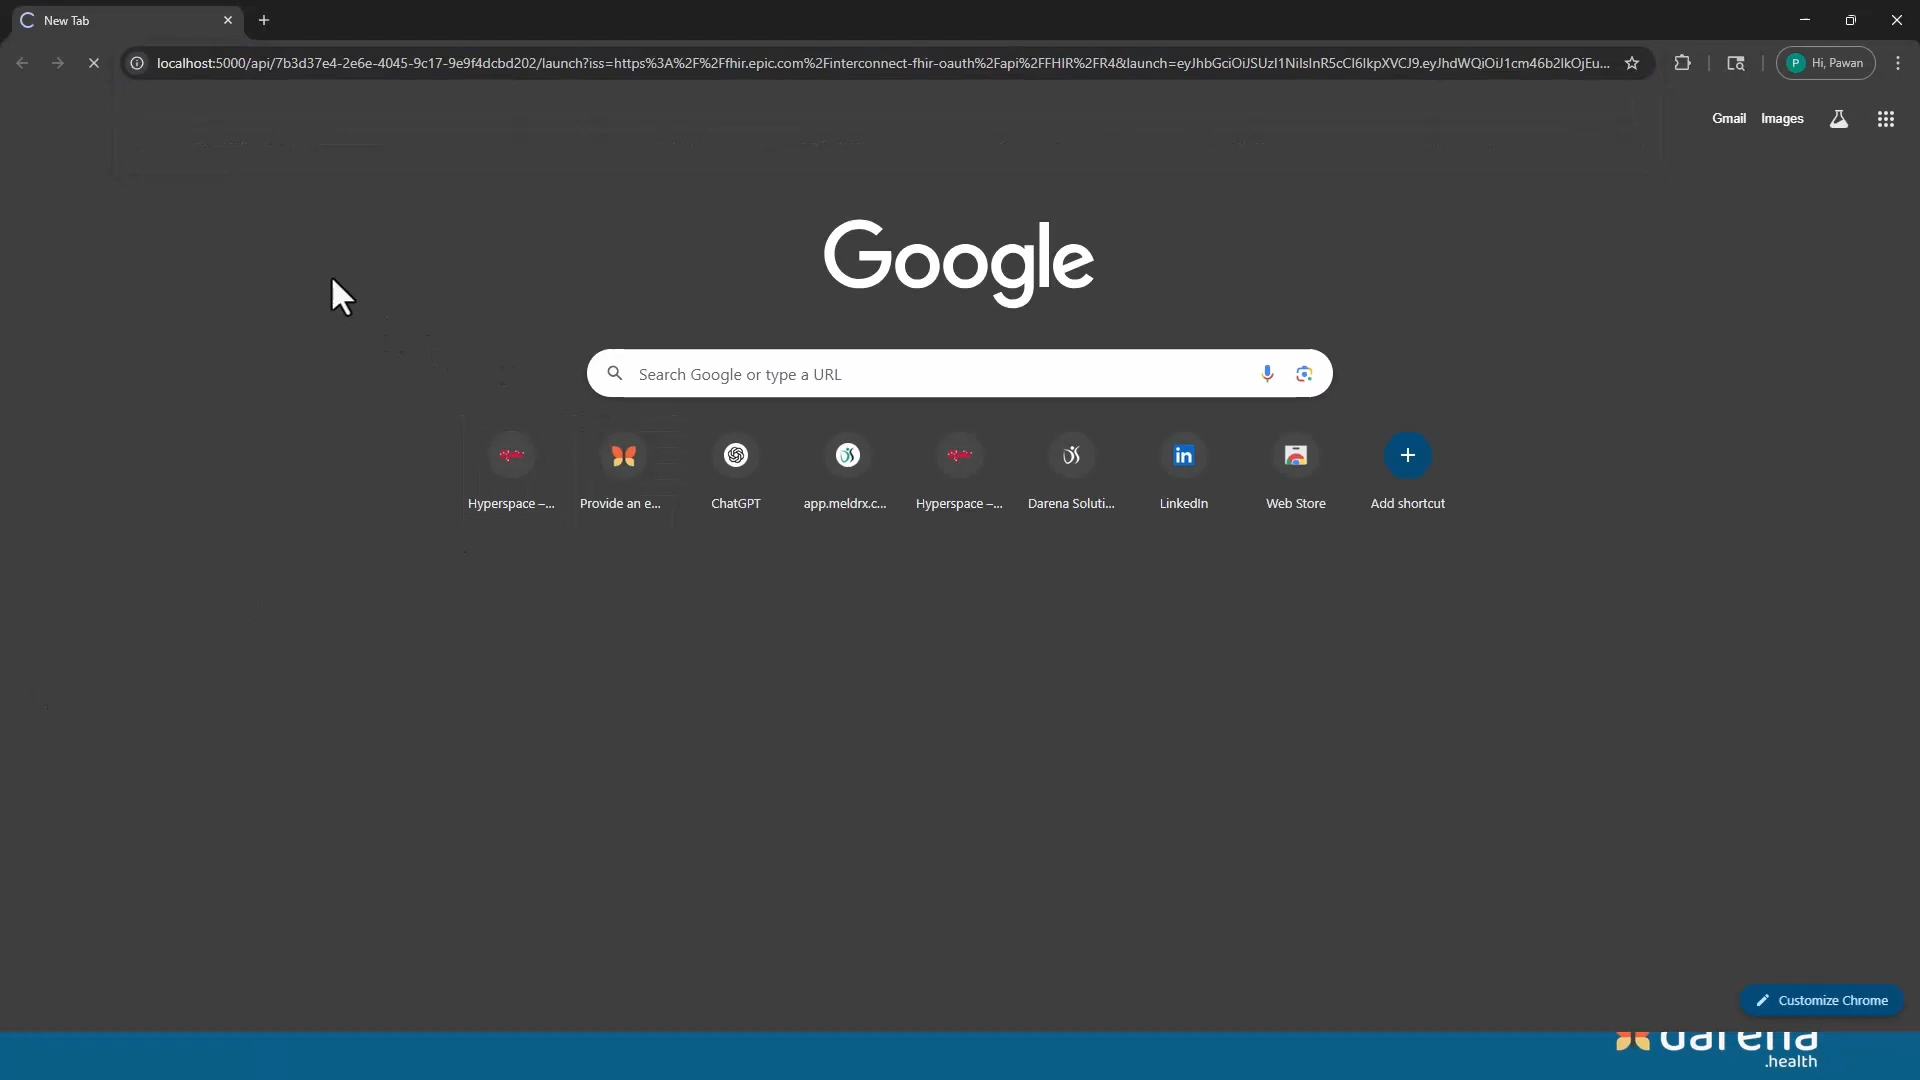 New Tab
localhost:5000/api/7b3d37e4-2e6e-4045-9c17-9e9f4dcbd202/launch?iss=https%3A%2F%2Ffhir.epic.com%2Finterconnect-fhir-oauth%2Fapi%2FFHIR%2FR4&launch=eyJhbGciOiJSUzI1NiIsInR5cCI6IkpXVCJ9.eyJhdWQiOiJ1cm46b2lkOjEu...
P Hi, Pawan
Gmail Images
Google
Search Google or type a URL
Hyperspace –... Provide an e... ChatGPT app.meldrx.c... Hyperspace –... Darena Soluti... LinkedIn Web Store Add shortcut
Customize Chrome
darena
.health